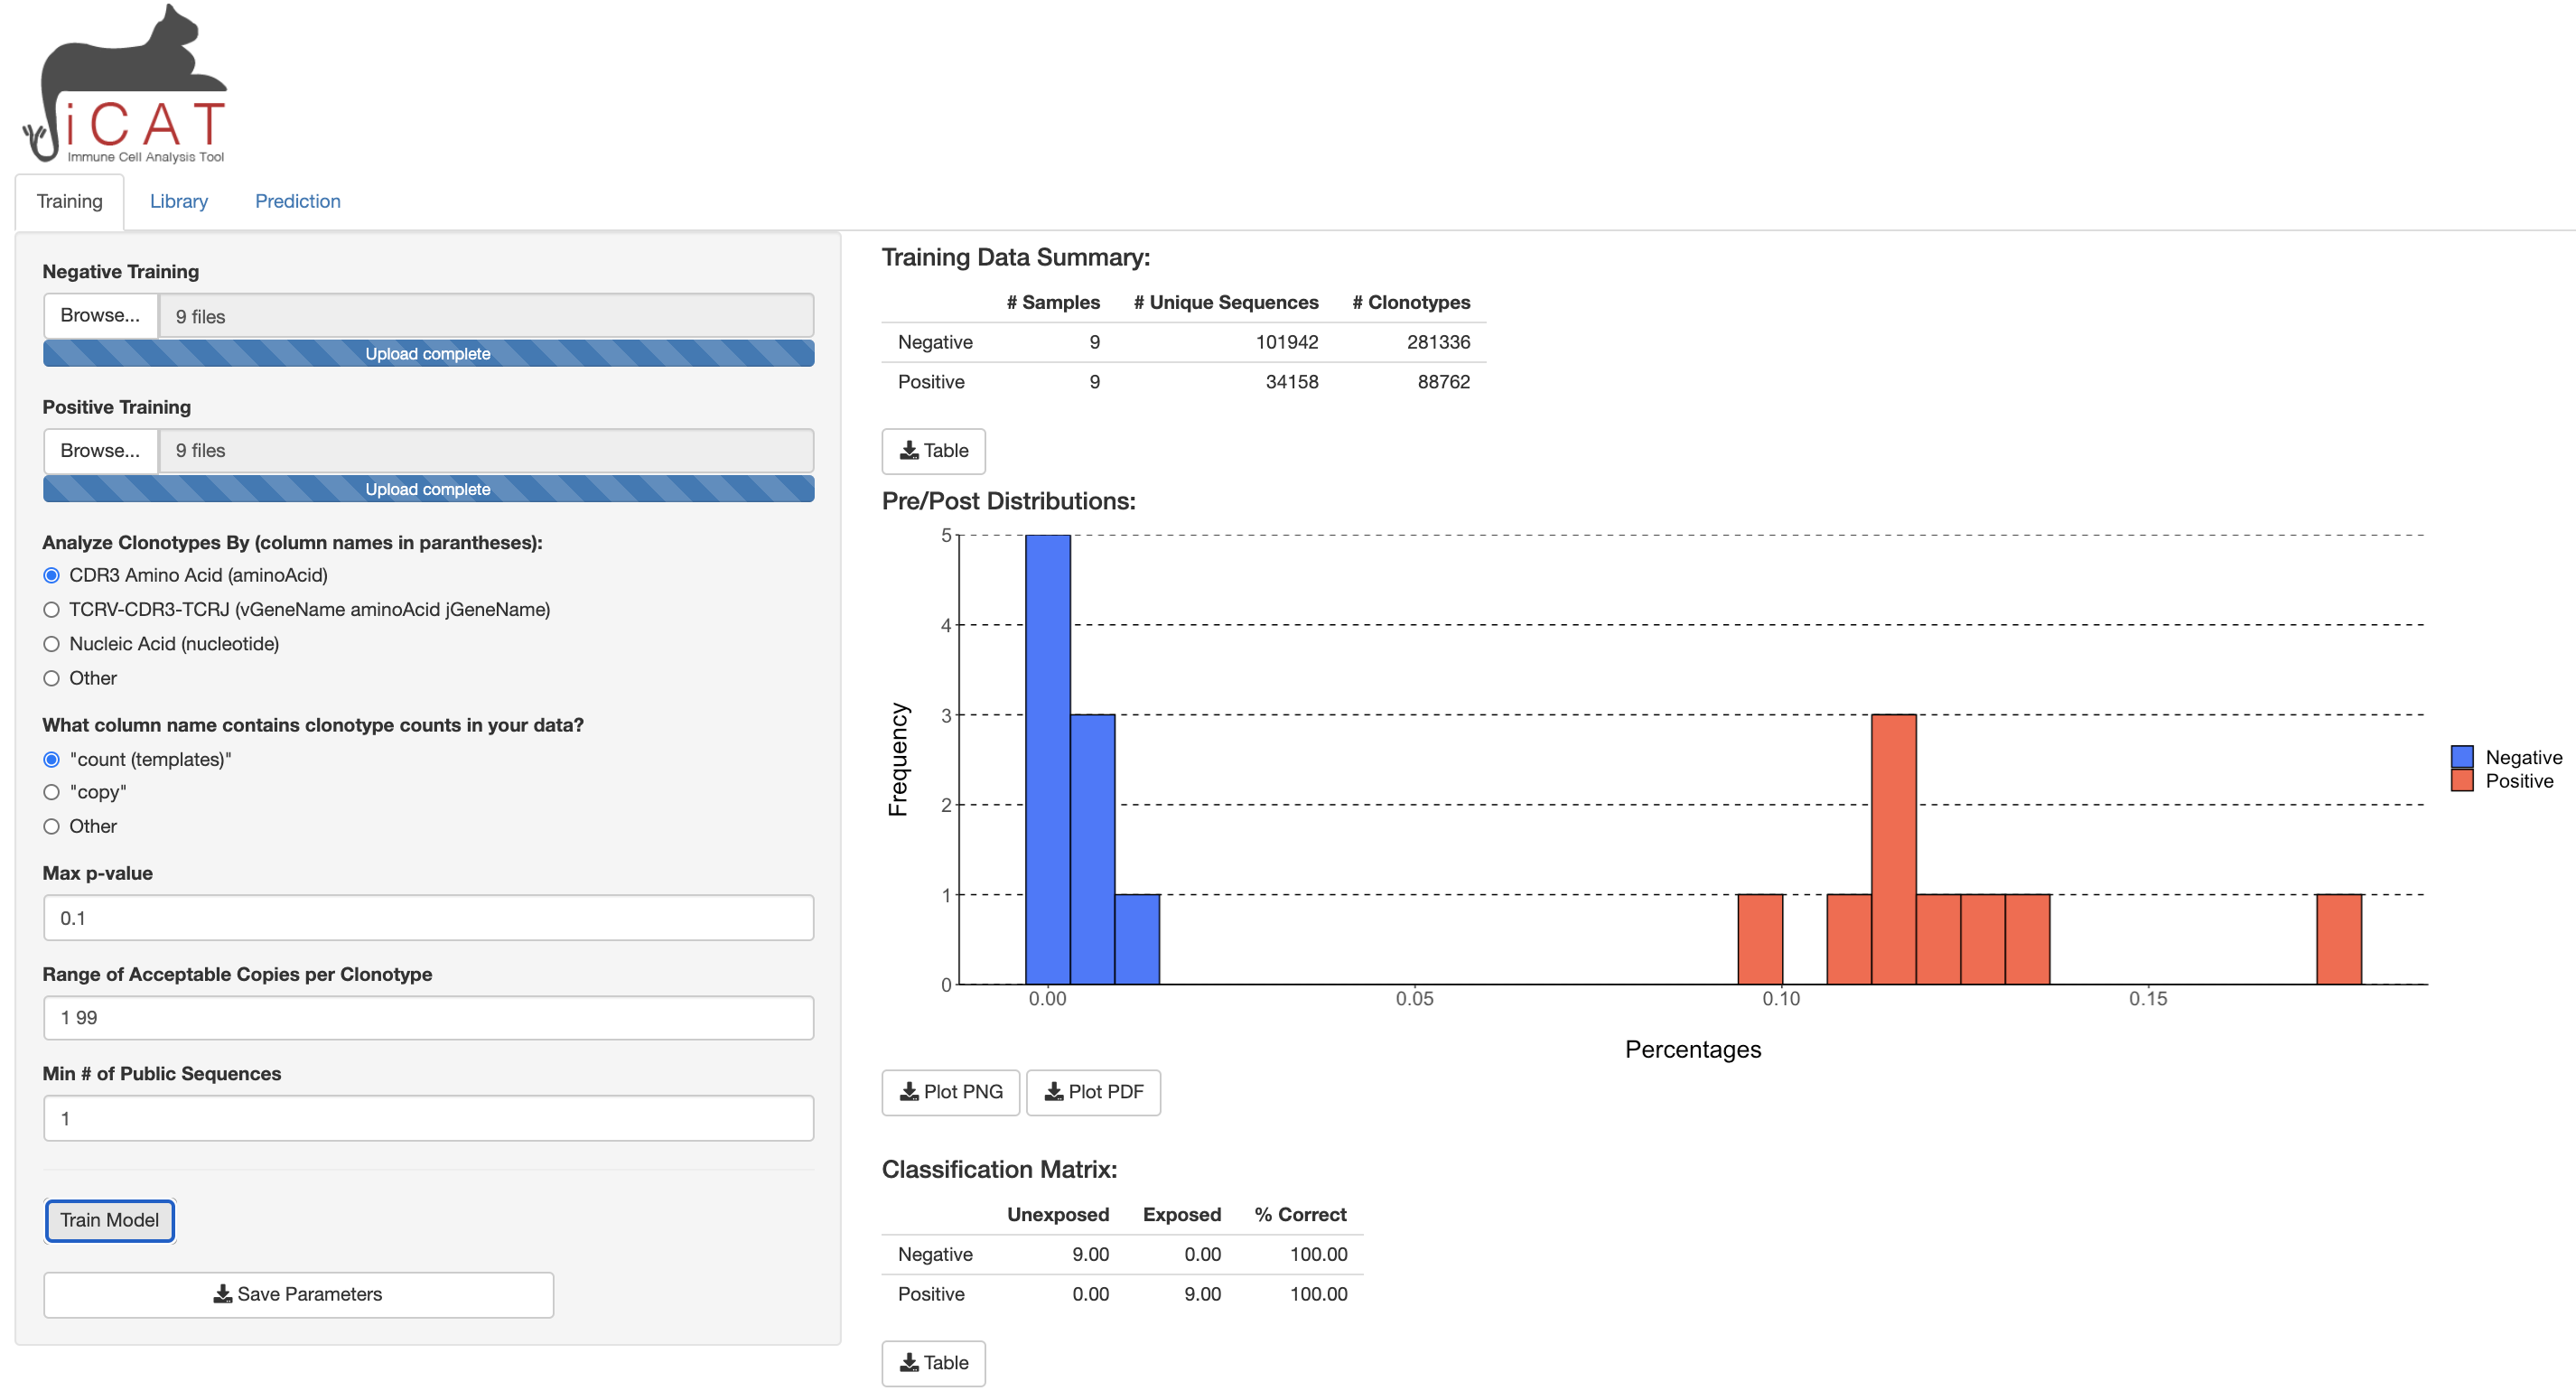 iCAT
Immune Cell Analysis Tool
Training Library Prediction
Negative Training
Browse... 9 files
Upload complete
Positive Training
Browse... 9 files
Upload complete
Analyze Clonotypes By (column names in parantheses):
CDR3 Amino Acid (aminoAcid)
TCRV-CDR3-TCRJ (vGeneName aminoAcid jGeneName)
Nucleic Acid (nucleotide)
Other
What column name contains clonotype counts in your data?
"count (templates)"
"copy"
Other
Max p-value
0.1
Range of Acceptable Copies per Clonotype
1 99
Min # of Public Sequences
1
Train Model
Save Parameters
Training Data Summary:
# Samples # Unique Sequences # Clonotypes
Negative 9 101942 281336
Positive 9 34158 88762
Table
Pre/Post Distributions:
5
4
3
2
1
0
Frequency
0.00 0.05 0.10 0.15
Percentages
Negative
Positive
Plot PNG Plot PDF
Classification Matrix:
Unexposed Exposed % Correct
Negative 9.00 0.00 100.00
Positive 0.00 9.00 100.00
Table